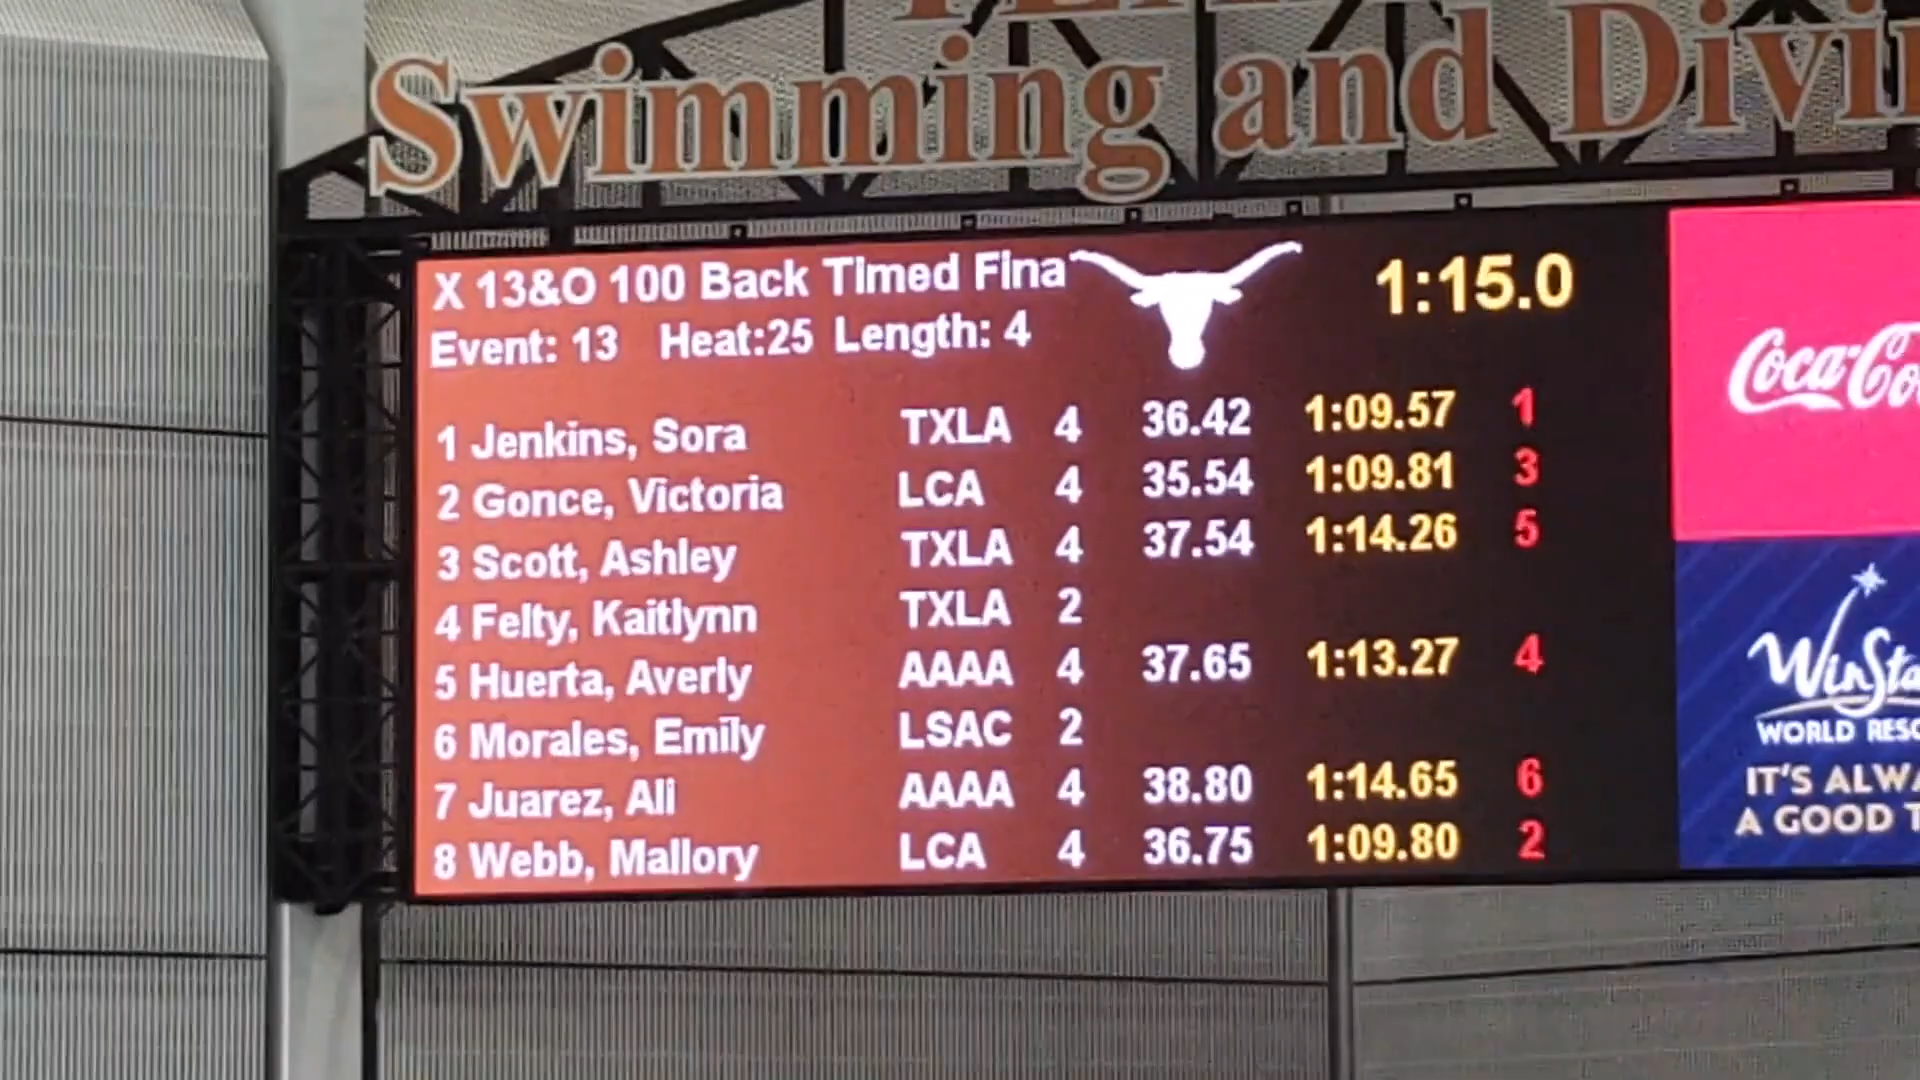 Swimming and Divin
X 13&O 100 Back Timed Fina
1:15.0
Event: 13 Heat:25 Length: 4
1 Jenkins, Sora TXLA 4 36.42 1:09.57 1
2 Gonce, Victoria LCA 4 35.54 1:09.81 3
3 Scott, Ashley TXLA 4 37.54 1:14.26 5
4 Felty, Kaitlynn TXLA 2
5 Huerta, Averly AAAA 4 37.65 1:13.27 4
6 Morales, Emily LSAC 2
7 Juarez, Ali AAAA 4 38.80 1:14.65 6
8 Webb, Mallory LCA 4 36.75 1:09.80 2
Coca-Co
WinSta
WORLD RESO
IT'S ALWA
A GOOD T